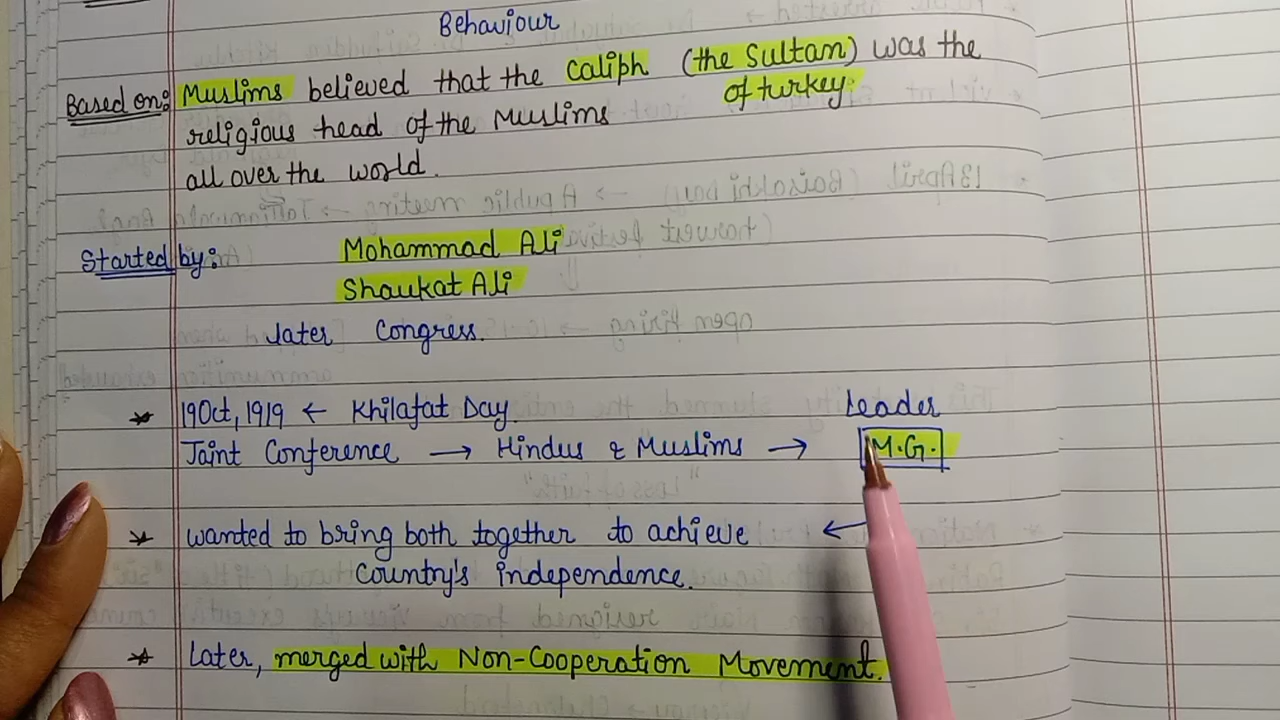 Behaviour
Based on: Muslims believed that the Caliph (the Sultan) was the
of turkey.
religious head of the Muslims
all over the world.
Started by: Mohammad Ali
Shaukat Ali
later Congress.
* 19Oct, 1919 ← Khilafat Day. Leader
Joint Conference → Hindus & Muslims → M.G.
* wanted to bring both together to achieve ←
Country's independence.
* Later, merged with Non-Cooperation Movement.